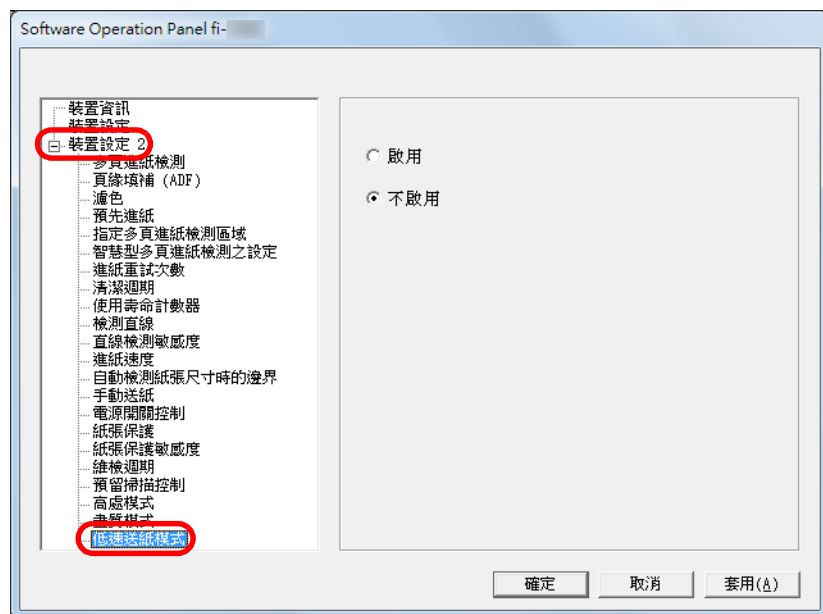 Software Operation Panel fi-
裝置資訊
裝置設定
裝置設定 2
多頁進紙檢測
頁緣填補 (ADF)
濾色
預先進紙
指定多頁進紙檢測區域
智慧型多頁進紙檢測之設定
進紙重試次數
清潔週期
使用壽命計數器
檢測直線
直線檢測敏感度
進紙速度
自動檢測紙張尺寸時的邊界
手動送紙
電源開關控制
紙張保護
紙張保護敏感度
維檢週期
預留掃描控制
高處模式
畫質模式
低速送紙模式
啟用
不啟用
確定
取消
套用(A)